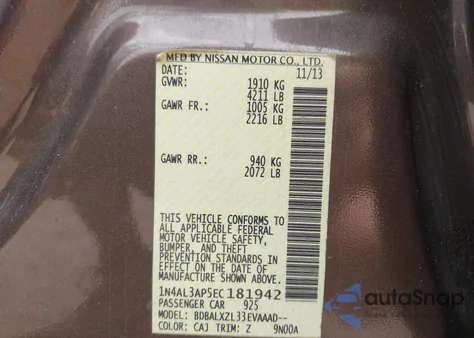 MFD BY NISSAN MOTOR CO., LTD.
DATE: 11/13
GVWR: 1910 KG
4211 LB
GAWR FR.: 1005 KG
2216 LB
GAWR RR.: 940 KG
2072 LB
THIS VEHICLE CONFORMS TO
ALL APPLICABLE FEDERAL
MOTOR VEHICLE SAFETY,
BUMPER, AND THEFT
PREVENTION STANDARDS IN
EFFECT ON THE DATE OF
MANUFACTURE SHOWN ABOVE.
1N4AL3AP5EC181942
PASSENGER CAR 925
MODEL: BDBALXZL33EVAAAD--
COLOR: CAJ TRIM: Z 9N00A
autoSnap